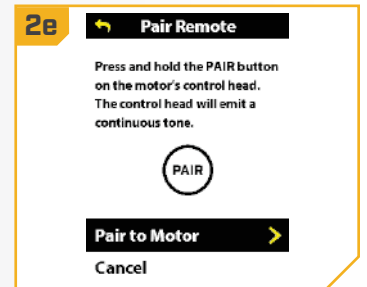 2e
Pair Remote
Press and hold the PAIR button
on the motor's control head.
The control head will emit a
continuous tone.
PAIR
Pair to Motor
Cancel